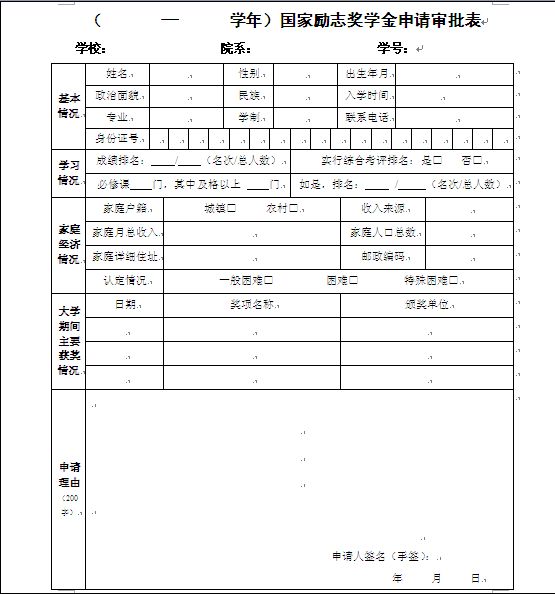 （　　—　　学年）国家励志奖学金申请审批表
学校：　院系：　学号：
基本情况
姓名　性别　出生年月
政治面貌　民族　入学时间
专业　学制　联系电话
身份证号
学习情况
成绩排名：____/____（名次/总人数）　实行综合考评排名：是□　否□
必修课____门，其中及格以上____门　如是，排名：____/____（名次/总人数）
家庭经济情况
家庭户籍　城镇□　农村□　收入来源
家庭月总收入　家庭人口总数
家庭详细住址　邮政编码
认定情况　一般困难□　困难□　特殊困难□
大学期间主要获奖情况
日期　奖项名称　颁奖单位
申请理由
（200字）
申请人签名（手签）：
年　月　日